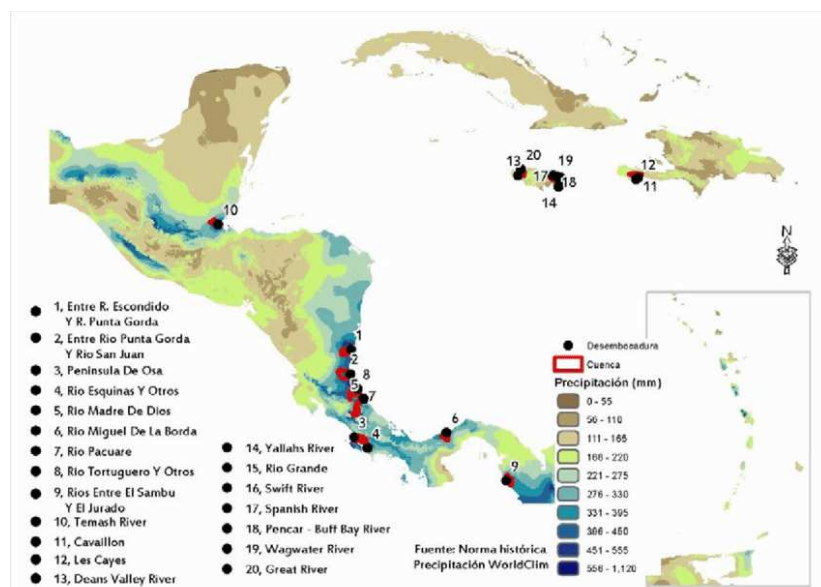 13
20
19
17
18
14
12
11
10
N
1
2
8
5
7
3
4
6
9
1, Entre R. Escondido
Y R. Punta Gorda
2, Entre Rio Punta Gorda
Y Rio San Juan
3, Peninsula De Osa
4, Rio Esquinas Y Otros
5, Rio Madre De Dios
6, Rio Miguel De La Borda
7, Rio Pacuare
8, Rio Tortuguero Y Otros
9, Rios Entre El Sambu
Y El Jurado
10, Temash River
11, Cavaillon
12, Les Cayes
13, Deans Valley River
14, Yallahs River
15, Rio Grande
16, Swift River
17, Spanish River
18, Pencar - Buff Bay River
19, Wagwater River
20, Great River
Desembocadura
Cuenca
Precipitación (mm)
0 - 55
56 - 110
111 - 165
166 - 220
221 - 275
276 - 330
331 - 395
396 - 450
451 - 555
556 - 1,120
Fuente: Norma histórica
Precipitación WorldClim